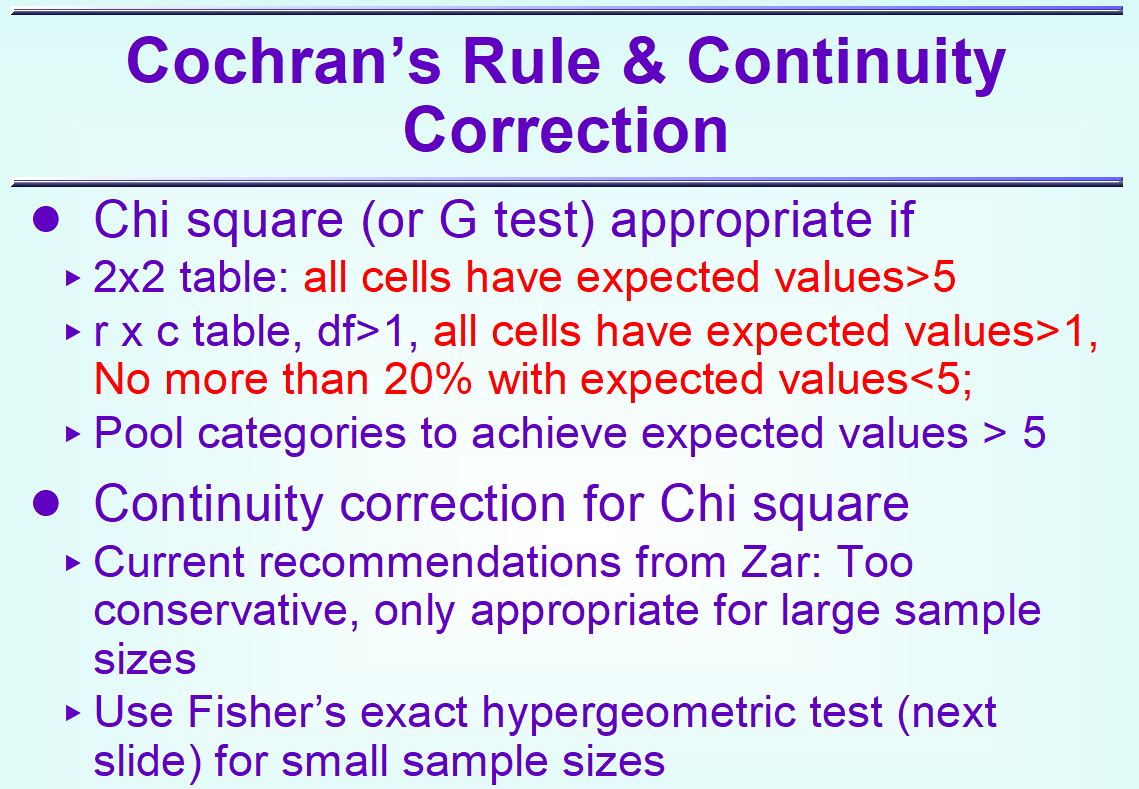 Cochran’s Rule & Continuity
Correction
● Chi square (or G test) appropriate if
▸ 2x2 table: all cells have expected values>5
▸ r x c table, df>1, all cells have expected values>1,
No more than 20% with expected values<5;
▸ Pool categories to achieve expected values > 5
● Continuity correction for Chi square
▸ Current recommendations from Zar: Too
conservative, only appropriate for large sample
sizes
▸ Use Fisher’s exact hypergeometric test (next
slide) for small sample sizes